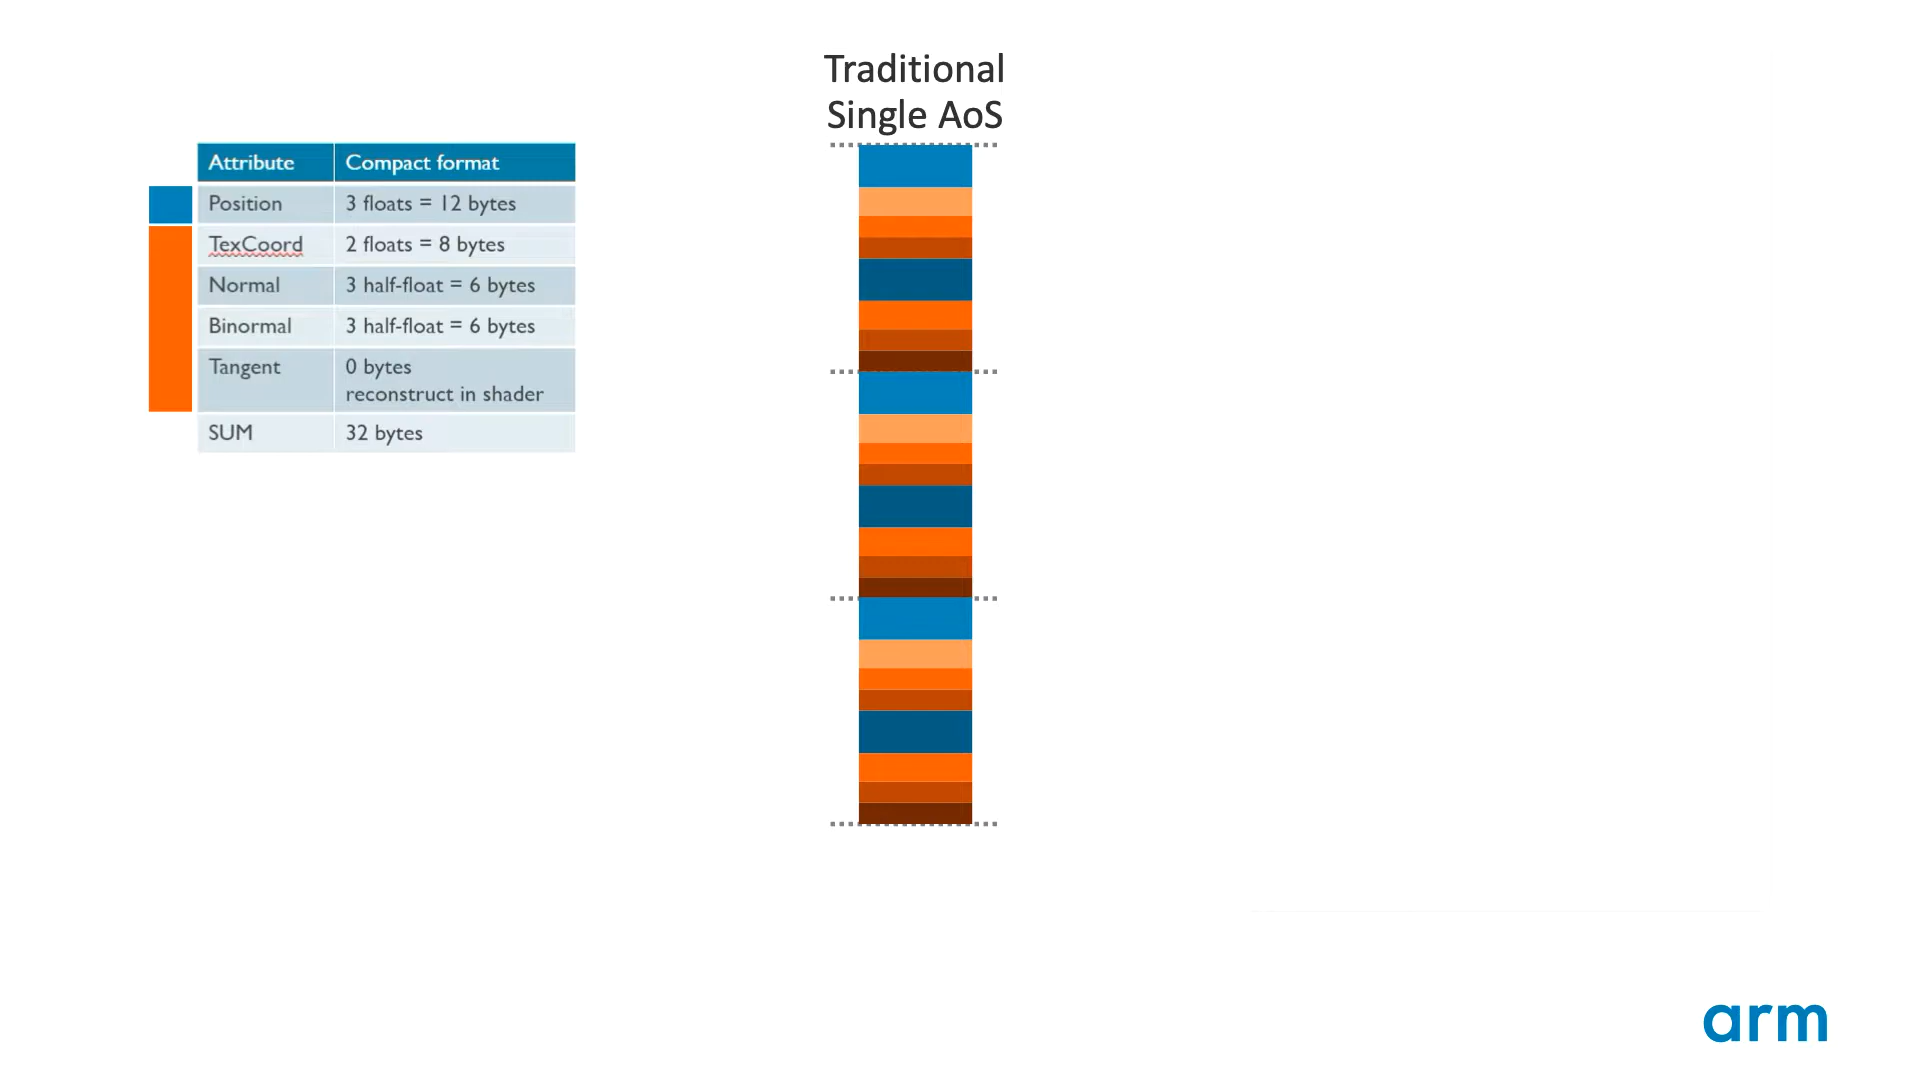 Traditional
Single AoS
Attribute Compact format
Position 3 floats = 12 bytes
TexCoord 2 floats = 8 bytes
Normal 3 half-float = 6 bytes
Binormal 3 half-float = 6 bytes
Tangent 0 bytes
reconstruct in shader
SUM 32 bytes
arm